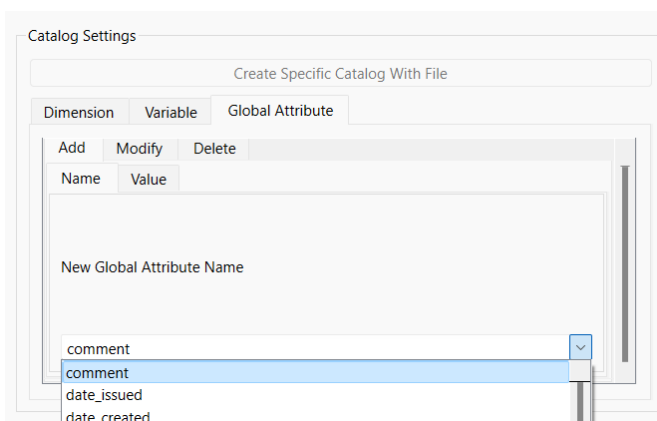 Catalog Settings
Create Specific Catalog With File
Dimension Variable Global Attribute
Add Modify Delete
Name Value
New Global Attribute Name
comment
comment
date_issued
date_created